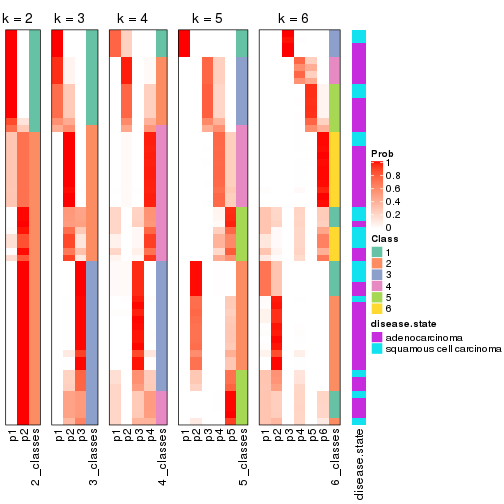 k = 2 k = 3 k = 4 k = 5 k = 6
Prob
1
0.8
0.6
0.4
0.2
0
Class
1
2
3
4
5
6
disease.state
adenocarcinoma
squamous cell carcinoma
p1 p2 2_classes p1 p2 p3 3_classes p1 p2 p3 p4 4_classes p1 p2 p3 p4 p5 5_classes p1 p2 p3 p4 p5 p6 6_classes disease.state